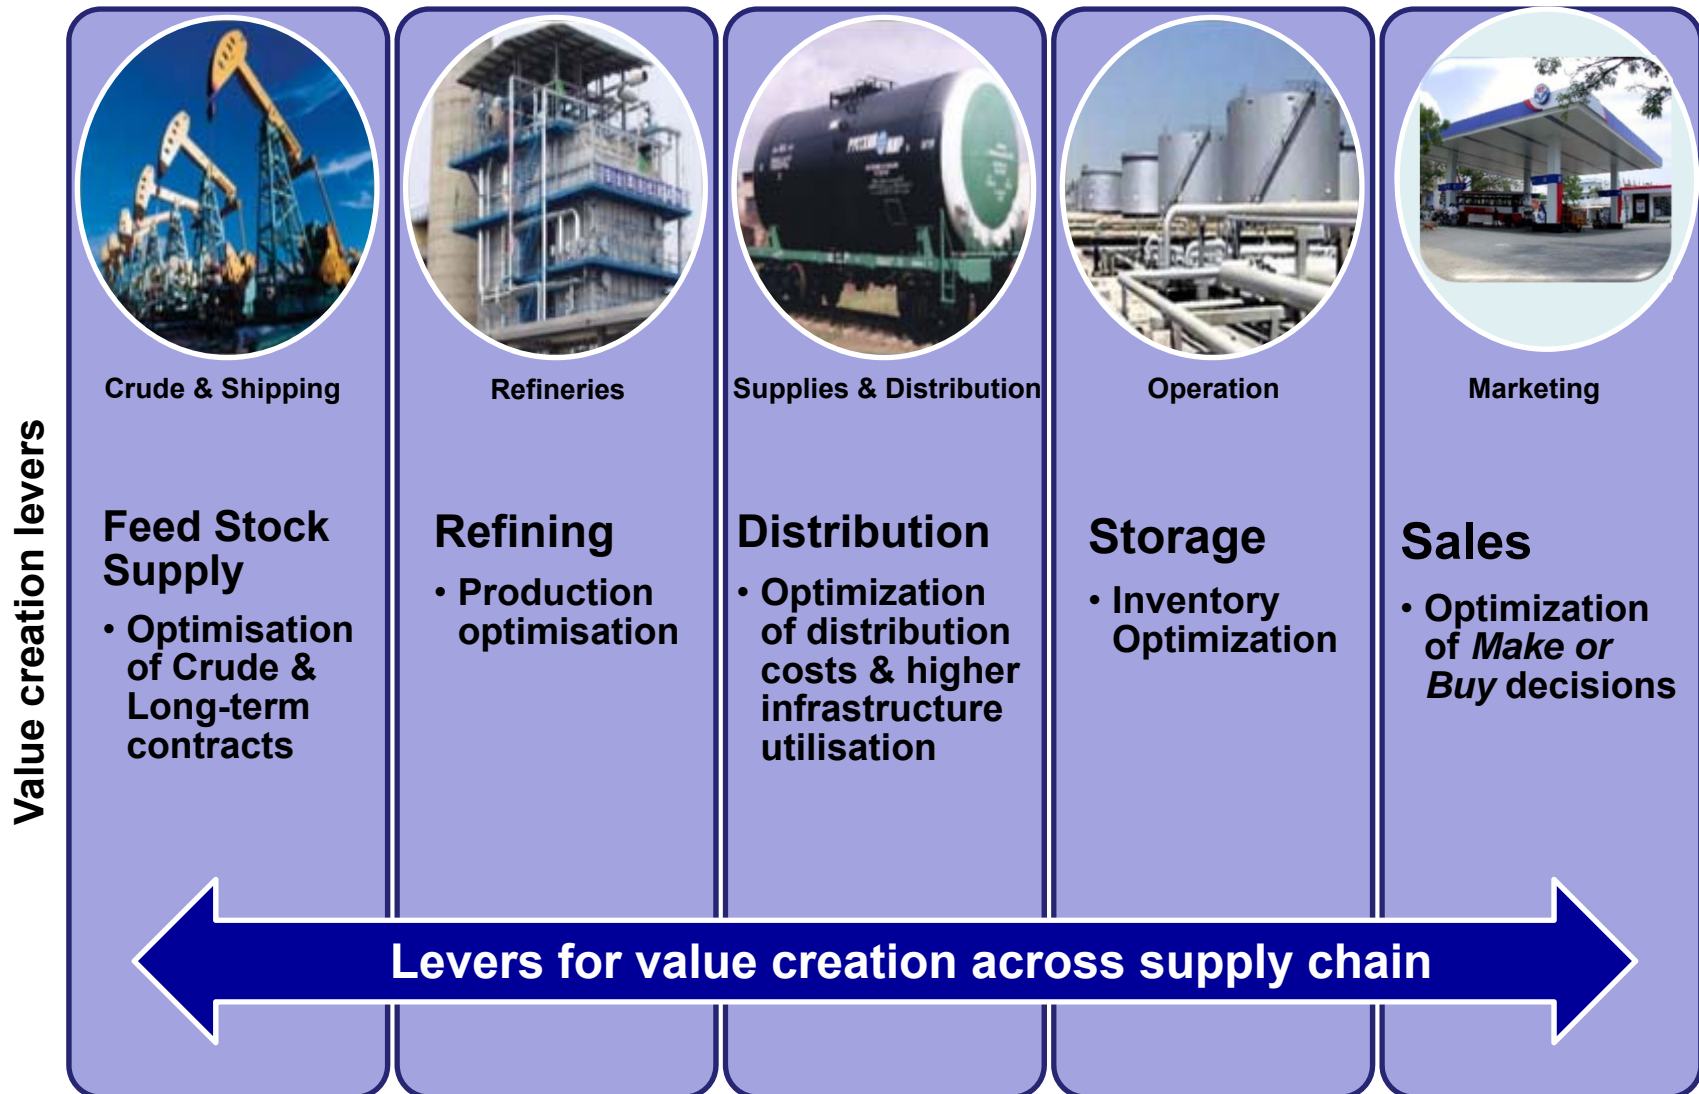 Value creation levers
Crude & Shipping
Feed Stock
Supply
• Optimisation
of Crude &
Long-term
contracts
Refineries
Refining
• Production
optimisation
Supplies & Distribution
Distribution
• Optimization
of distribution
costs & higher
infrastructure
utilisation
Operation
Storage
• Inventory
Optimization
Marketing
Sales
• Optimization
of Make or
Buy decisions
Levers for value creation across supply chain